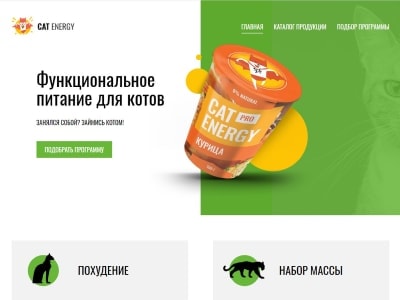 CAT ENERGY
ГЛАВНАЯ
КАТАЛОГ ПРОДУКЦИИ
ПОДБОР ПРОГРАММЫ
Функциональное
питание для котов
ЗАНЯЛСЯ СОБОЙ? ЗАЙМИСЬ КОТОМ!
ПОДОБРАТЬ ПРОГРАММУ
CAT PRO
ENERGY
КУРИЦА
ПОХУДЕНИЕ
НАБОР МАССЫ